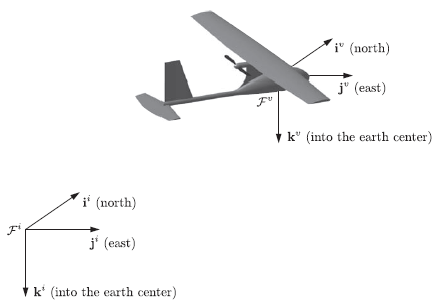 i^v (north)
j^v (east)
F^v
k^v (into the earth center)
i^i (north)
F^i
j^i (east)
k^i (into the earth center)